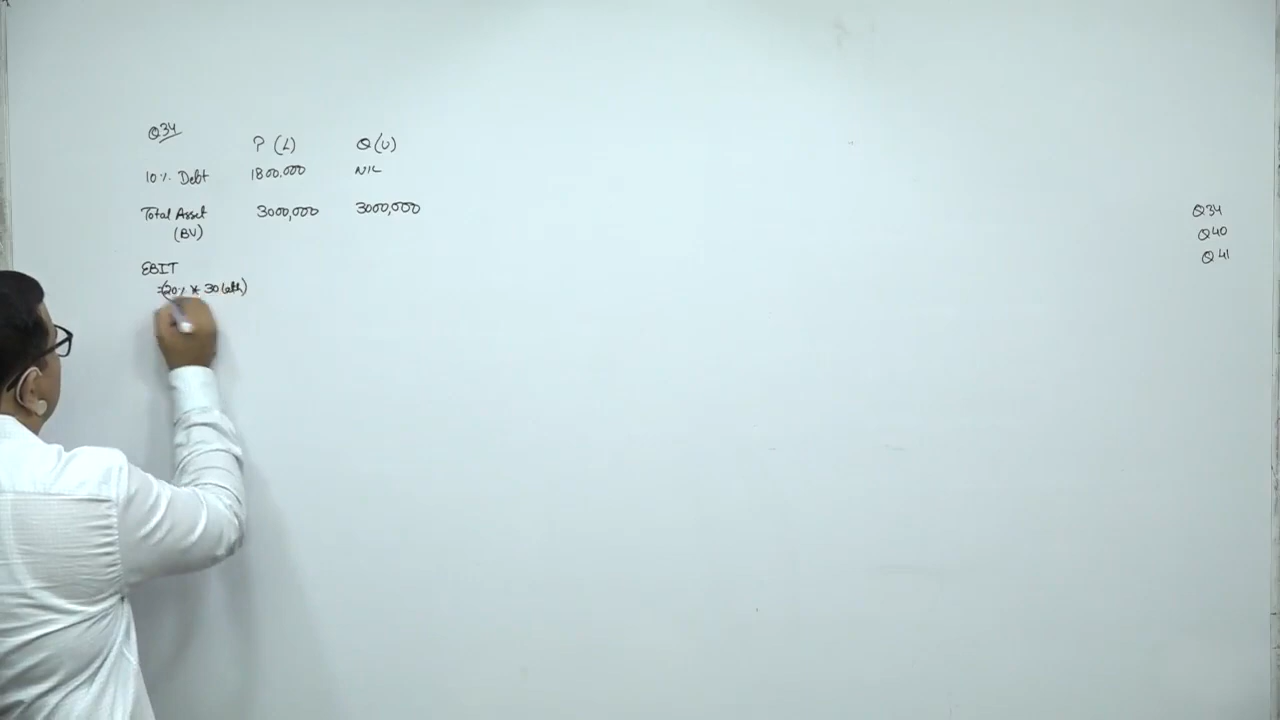 Q34
P (L) Q(U)
10% Debt 1800,000 NIL
Total Asset 3000,000 3000,000
(BV)
EBIT
=(20% * 30 lakh)
Q34
Q40
Q41